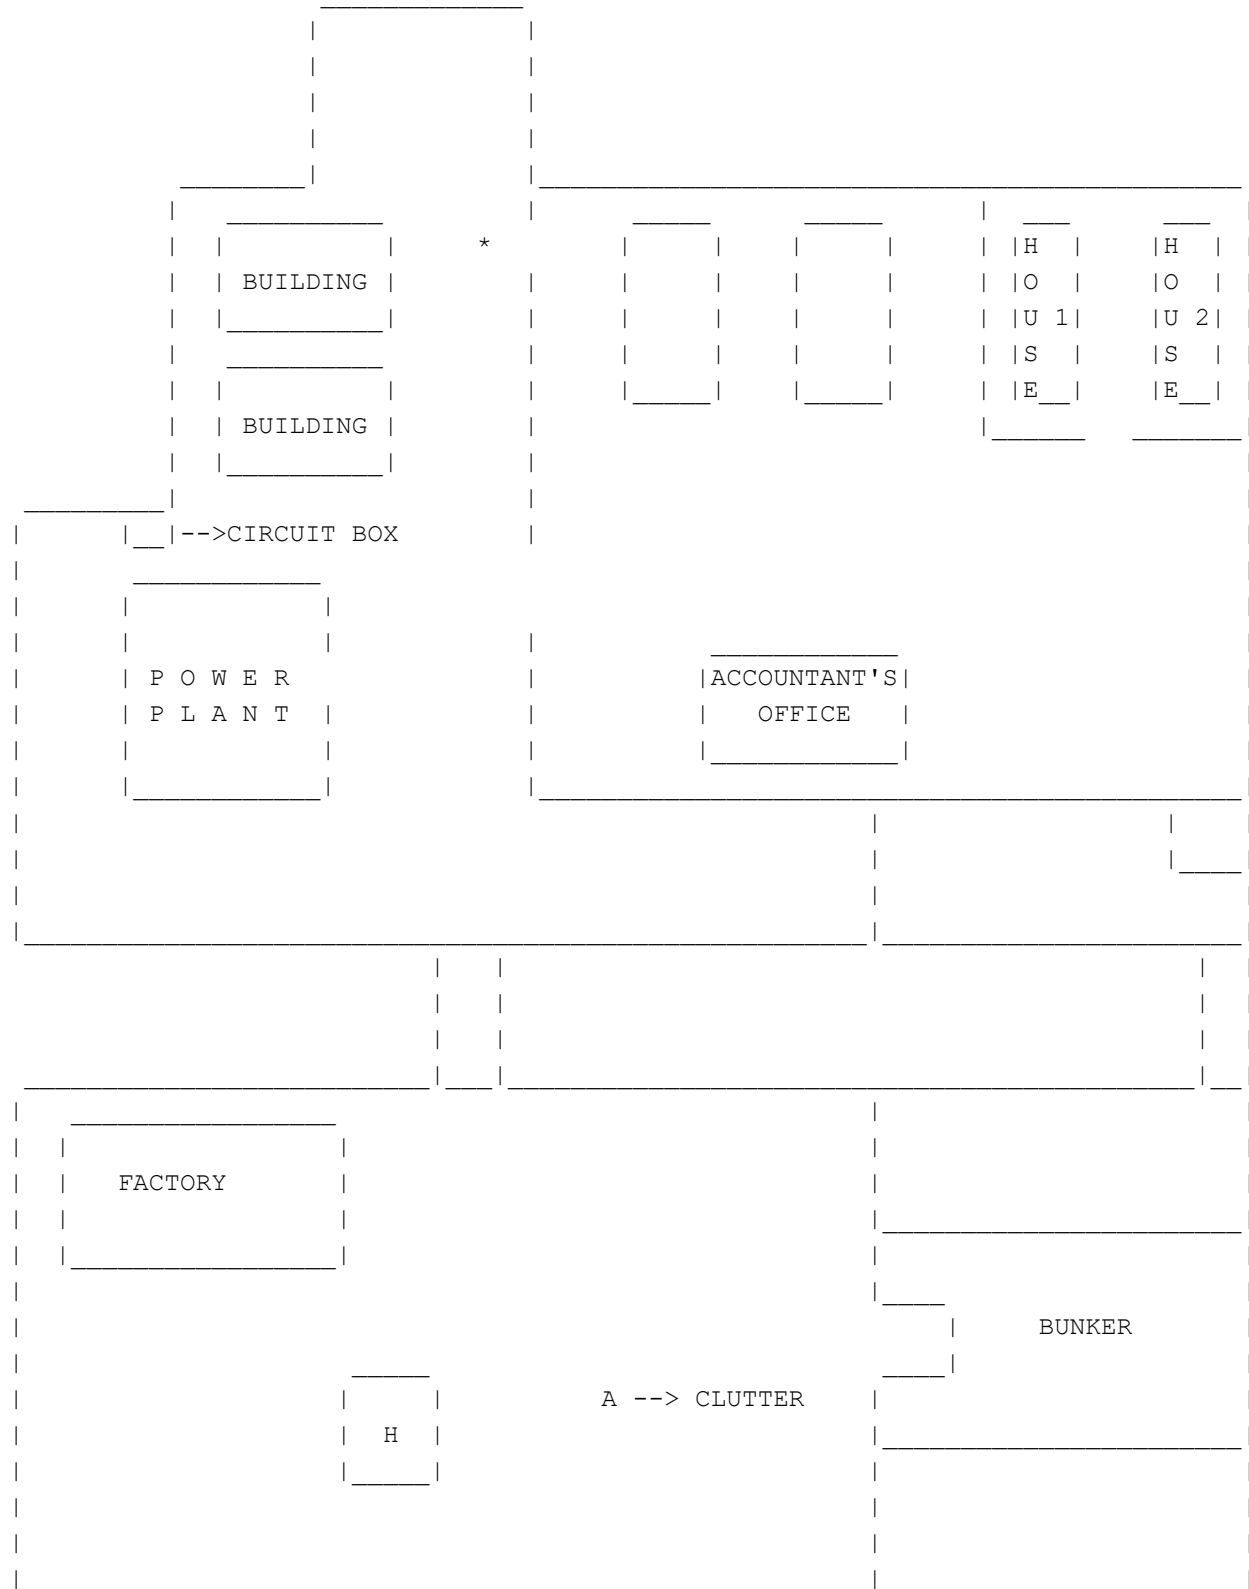 *
H H
BUILDING O O
U 1 U 2
S S
E E
BUILDING
-->CIRCUIT BOX
P O W E R ACCOUNTANT'S
P L A N T OFFICE
FACTORY
BUNKER
A --> CLUTTER
H